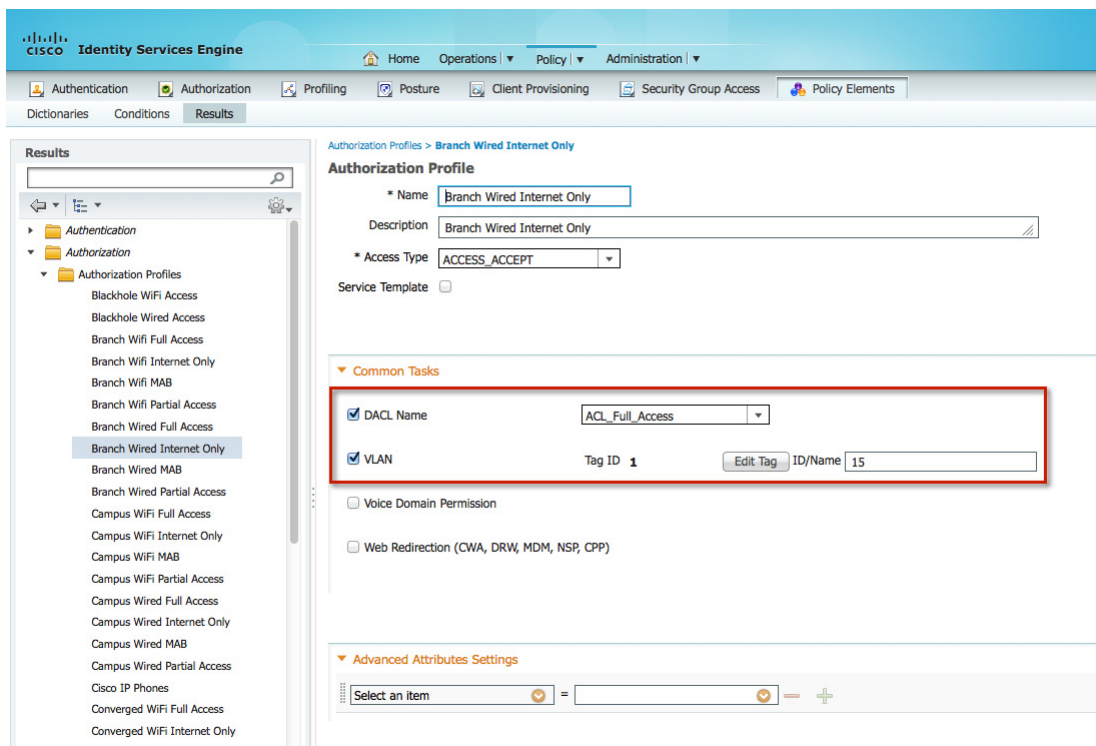 CISCO Identity Services Engine
Home Operations Policy Administration
Authentication Authorization Profiling Posture Client Provisioning Security Group Access Policy Elements
Dictionaries Conditions Results
Results
Authentication
Authorization
Authorization Profiles
Blackhole WiFi Access
Blackhole Wired Access
Branch Wifi Full Access
Branch Wifi Internet Only
Branch Wifi MAB
Branch Wifi Partial Access
Branch Wired Full Access
Branch Wired Internet Only
Branch Wired MAB
Branch Wired Partial Access
Campus WiFi Full Access
Campus WiFi Internet Only
Campus WiFi MAB
Campus WiFi Partial Access
Campus Wired Full Access
Campus Wired Internet Only
Campus Wired MAB
Campus Wired Partial Access
Cisco IP Phones
Converged WiFi Full Access
Converged WiFi Internet Only
Authorization Profiles > Branch Wired Internet Only
Authorization Profile
* Name Branch Wired Internet Only
Description Branch Wired Internet Only
* Access Type ACCESS_ACCEPT
Service Template
Common Tasks
DACL Name ACL_Full_Access
VLAN Tag ID 1 Edit Tag ID/Name 15
Voice Domain Permission
Web Redirection (CWA, DRW, MDM, NSP, CPP)
Advanced Attributes Settings
Select an item =